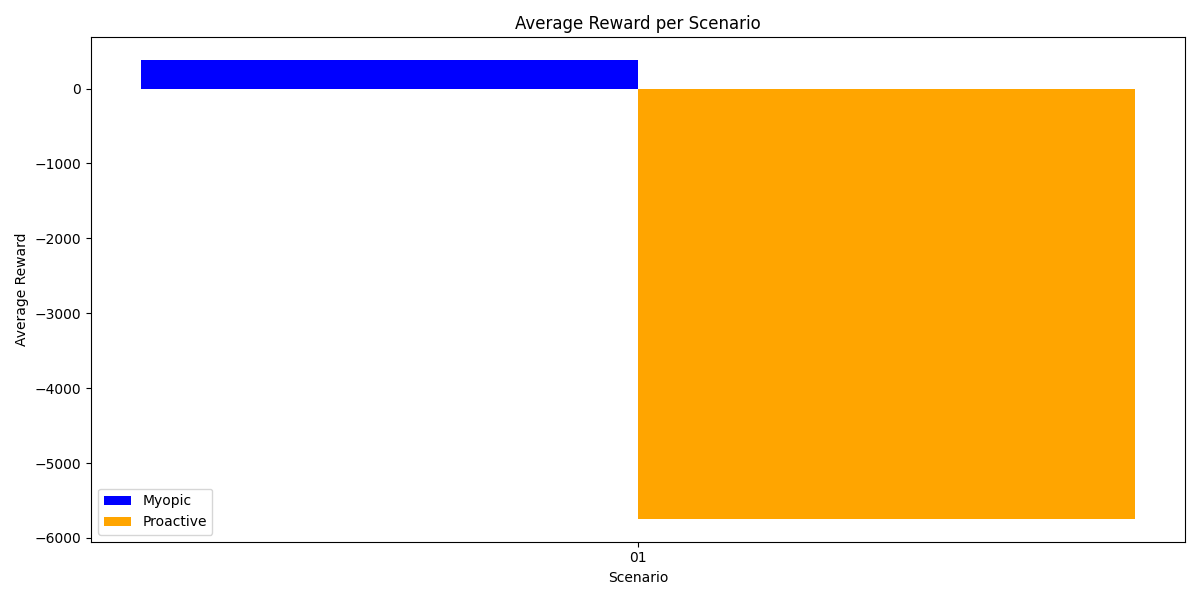 Average Reward per Scenario
Average Reward
0
−1000
−2000
−3000
−4000
−5000
−6000
Myopic
Proactive
01
Scenario